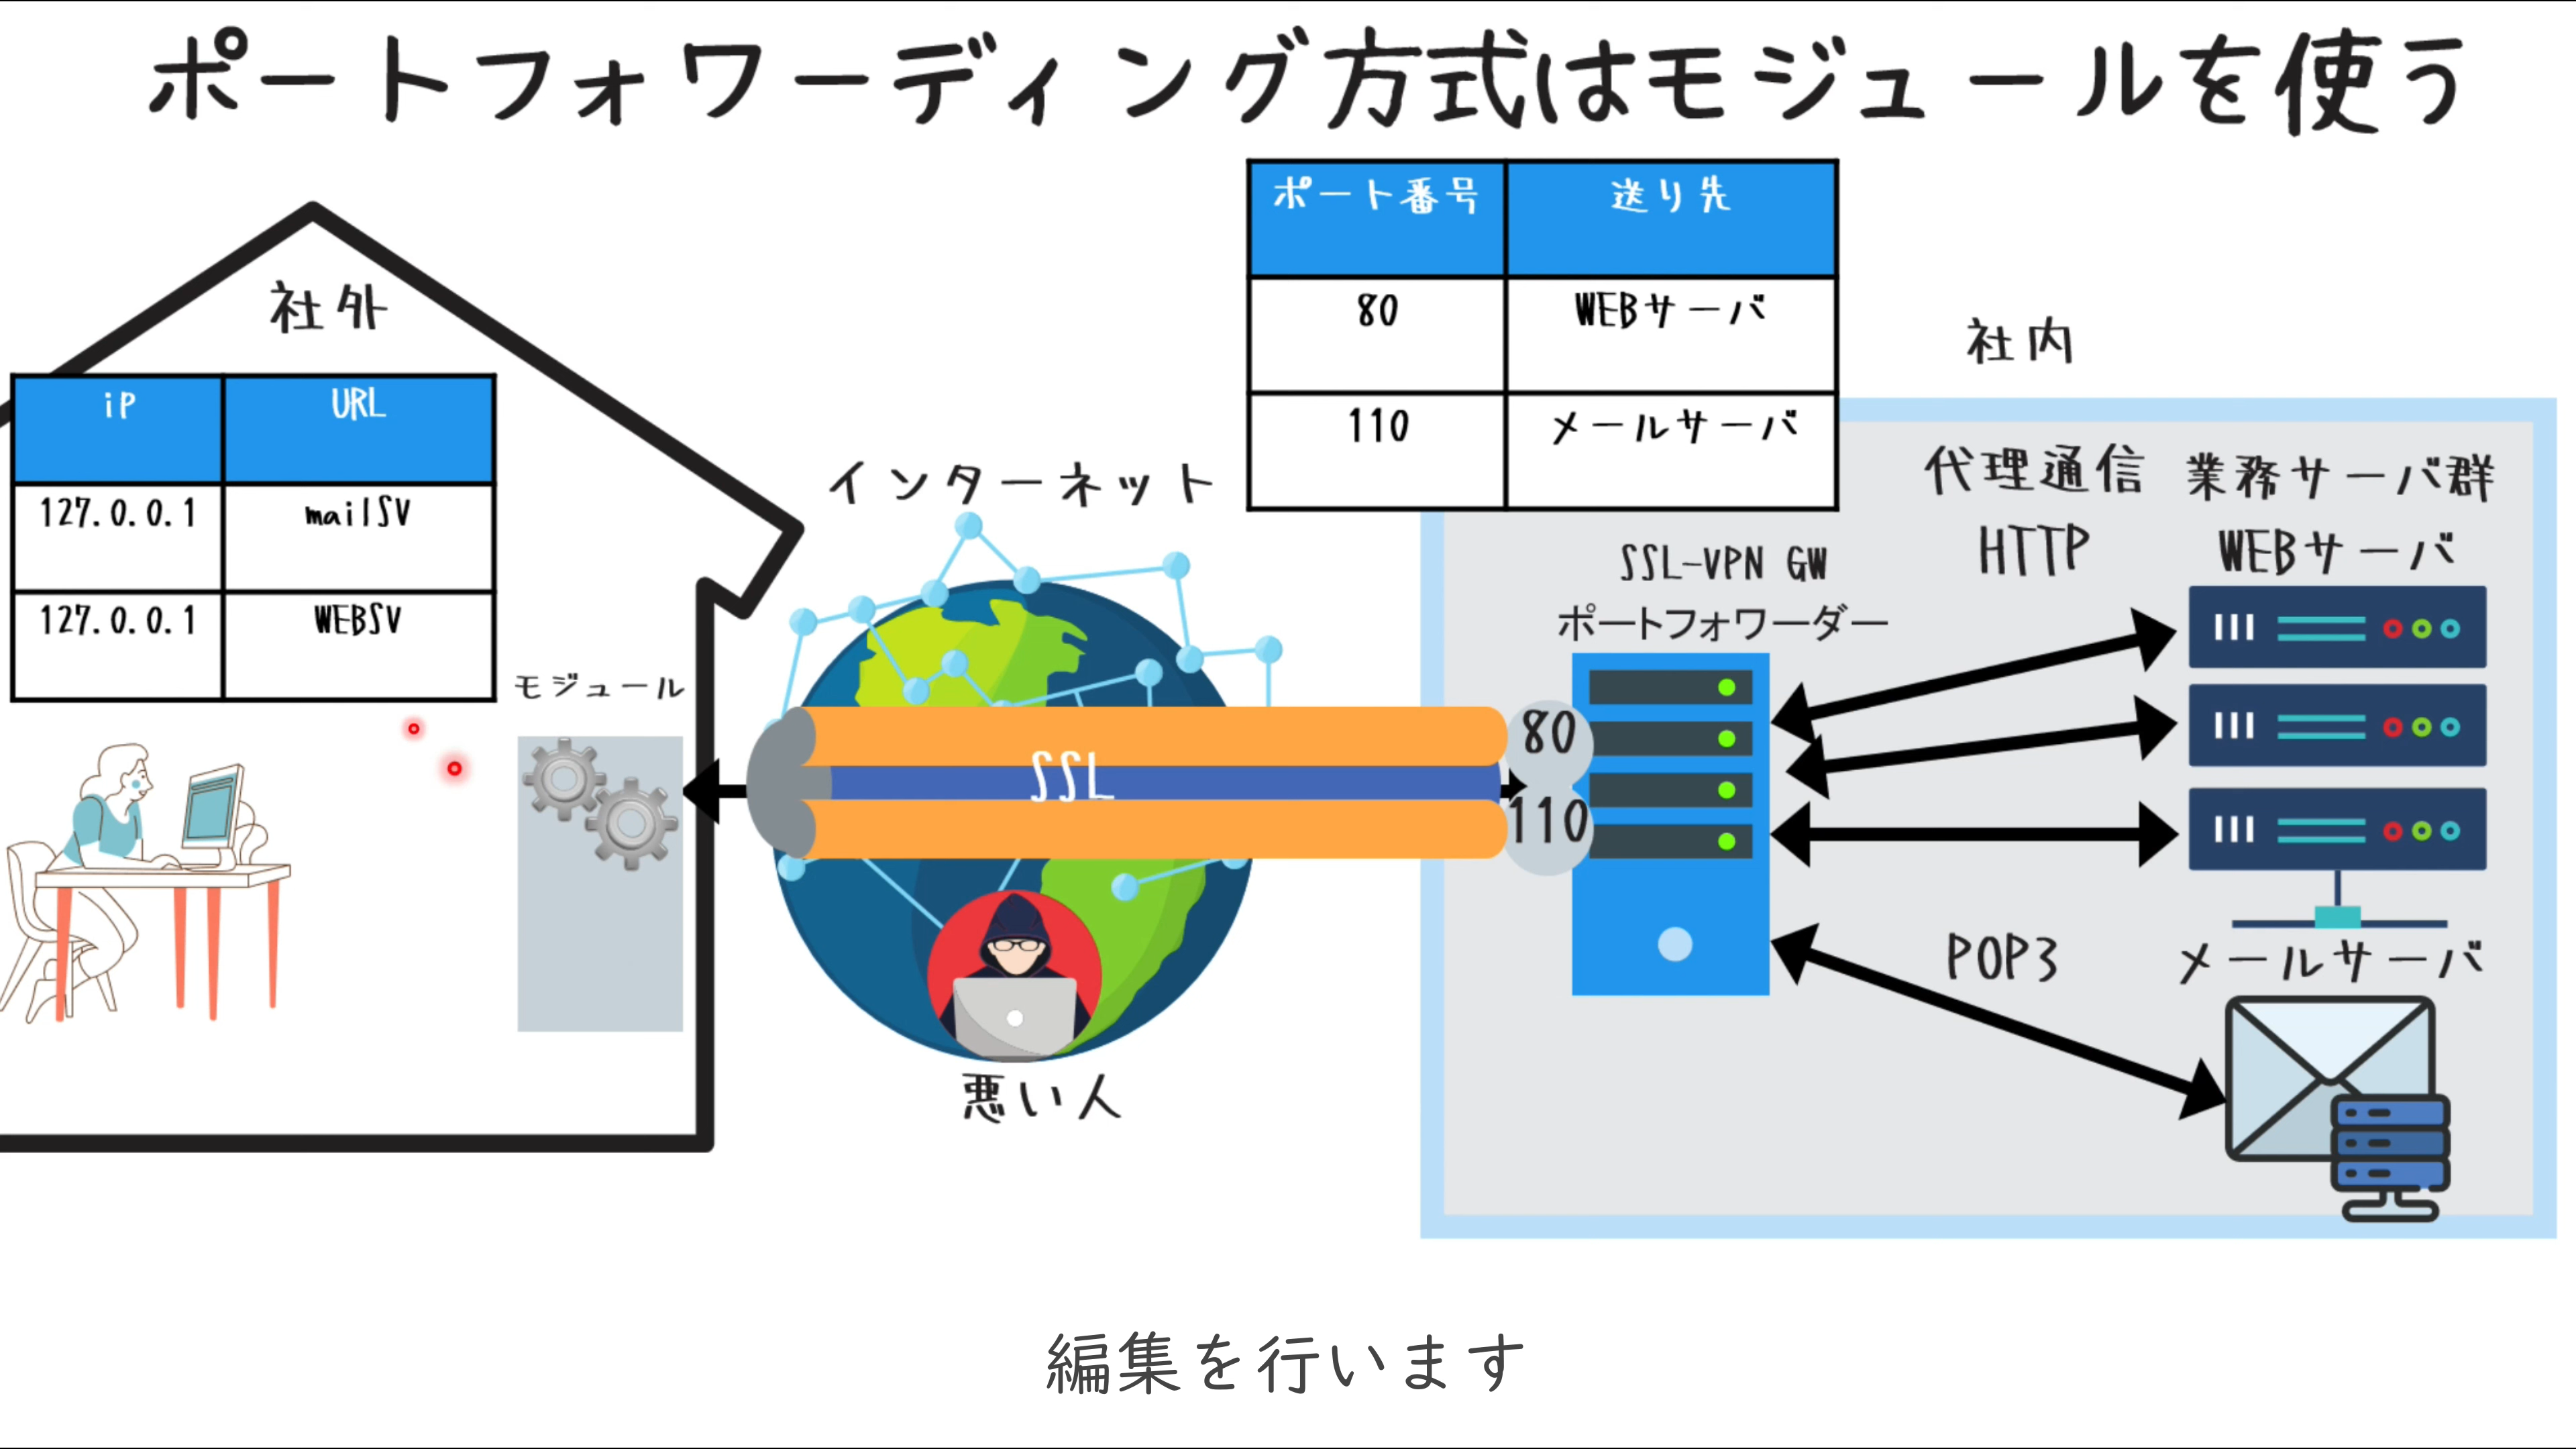 ポートフォワーディング方式はモジュールを使う
ポート番号 送り先
80 WEBサーバ
110 メールサーバ
社外
iP URL
127.0.0.1 mailSV
127.0.0.1 WEBSV
モジュール
インターネット
SSL
悪い人
社内
代理通信
HTTP
業務サーバ群
WEBサーバ
SSL-VPN GW
ポートフォワーダー
80
110
POP3
メールサーバ
編集を行います